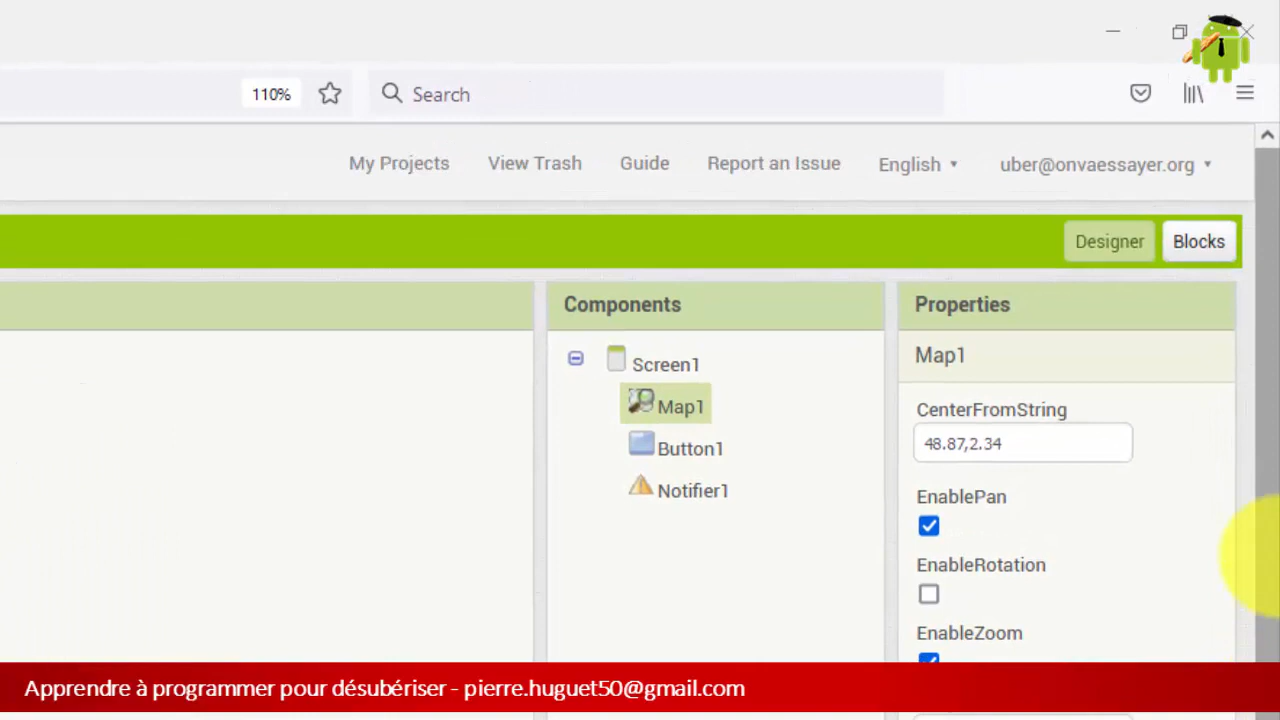 110%
Search
My Projects
View Trash
Guide
Report an Issue
English
uber@onvaessayer.org
Designer
Blocks
Components
Properties
Screen1
Map1
Button1
Notifier1
Map1
CenterFromString
48.87,2.34
EnablePan
EnableRotation
EnableZoom
Apprendre à programmer pour désubériser - pierre.huguet50@gmail.com